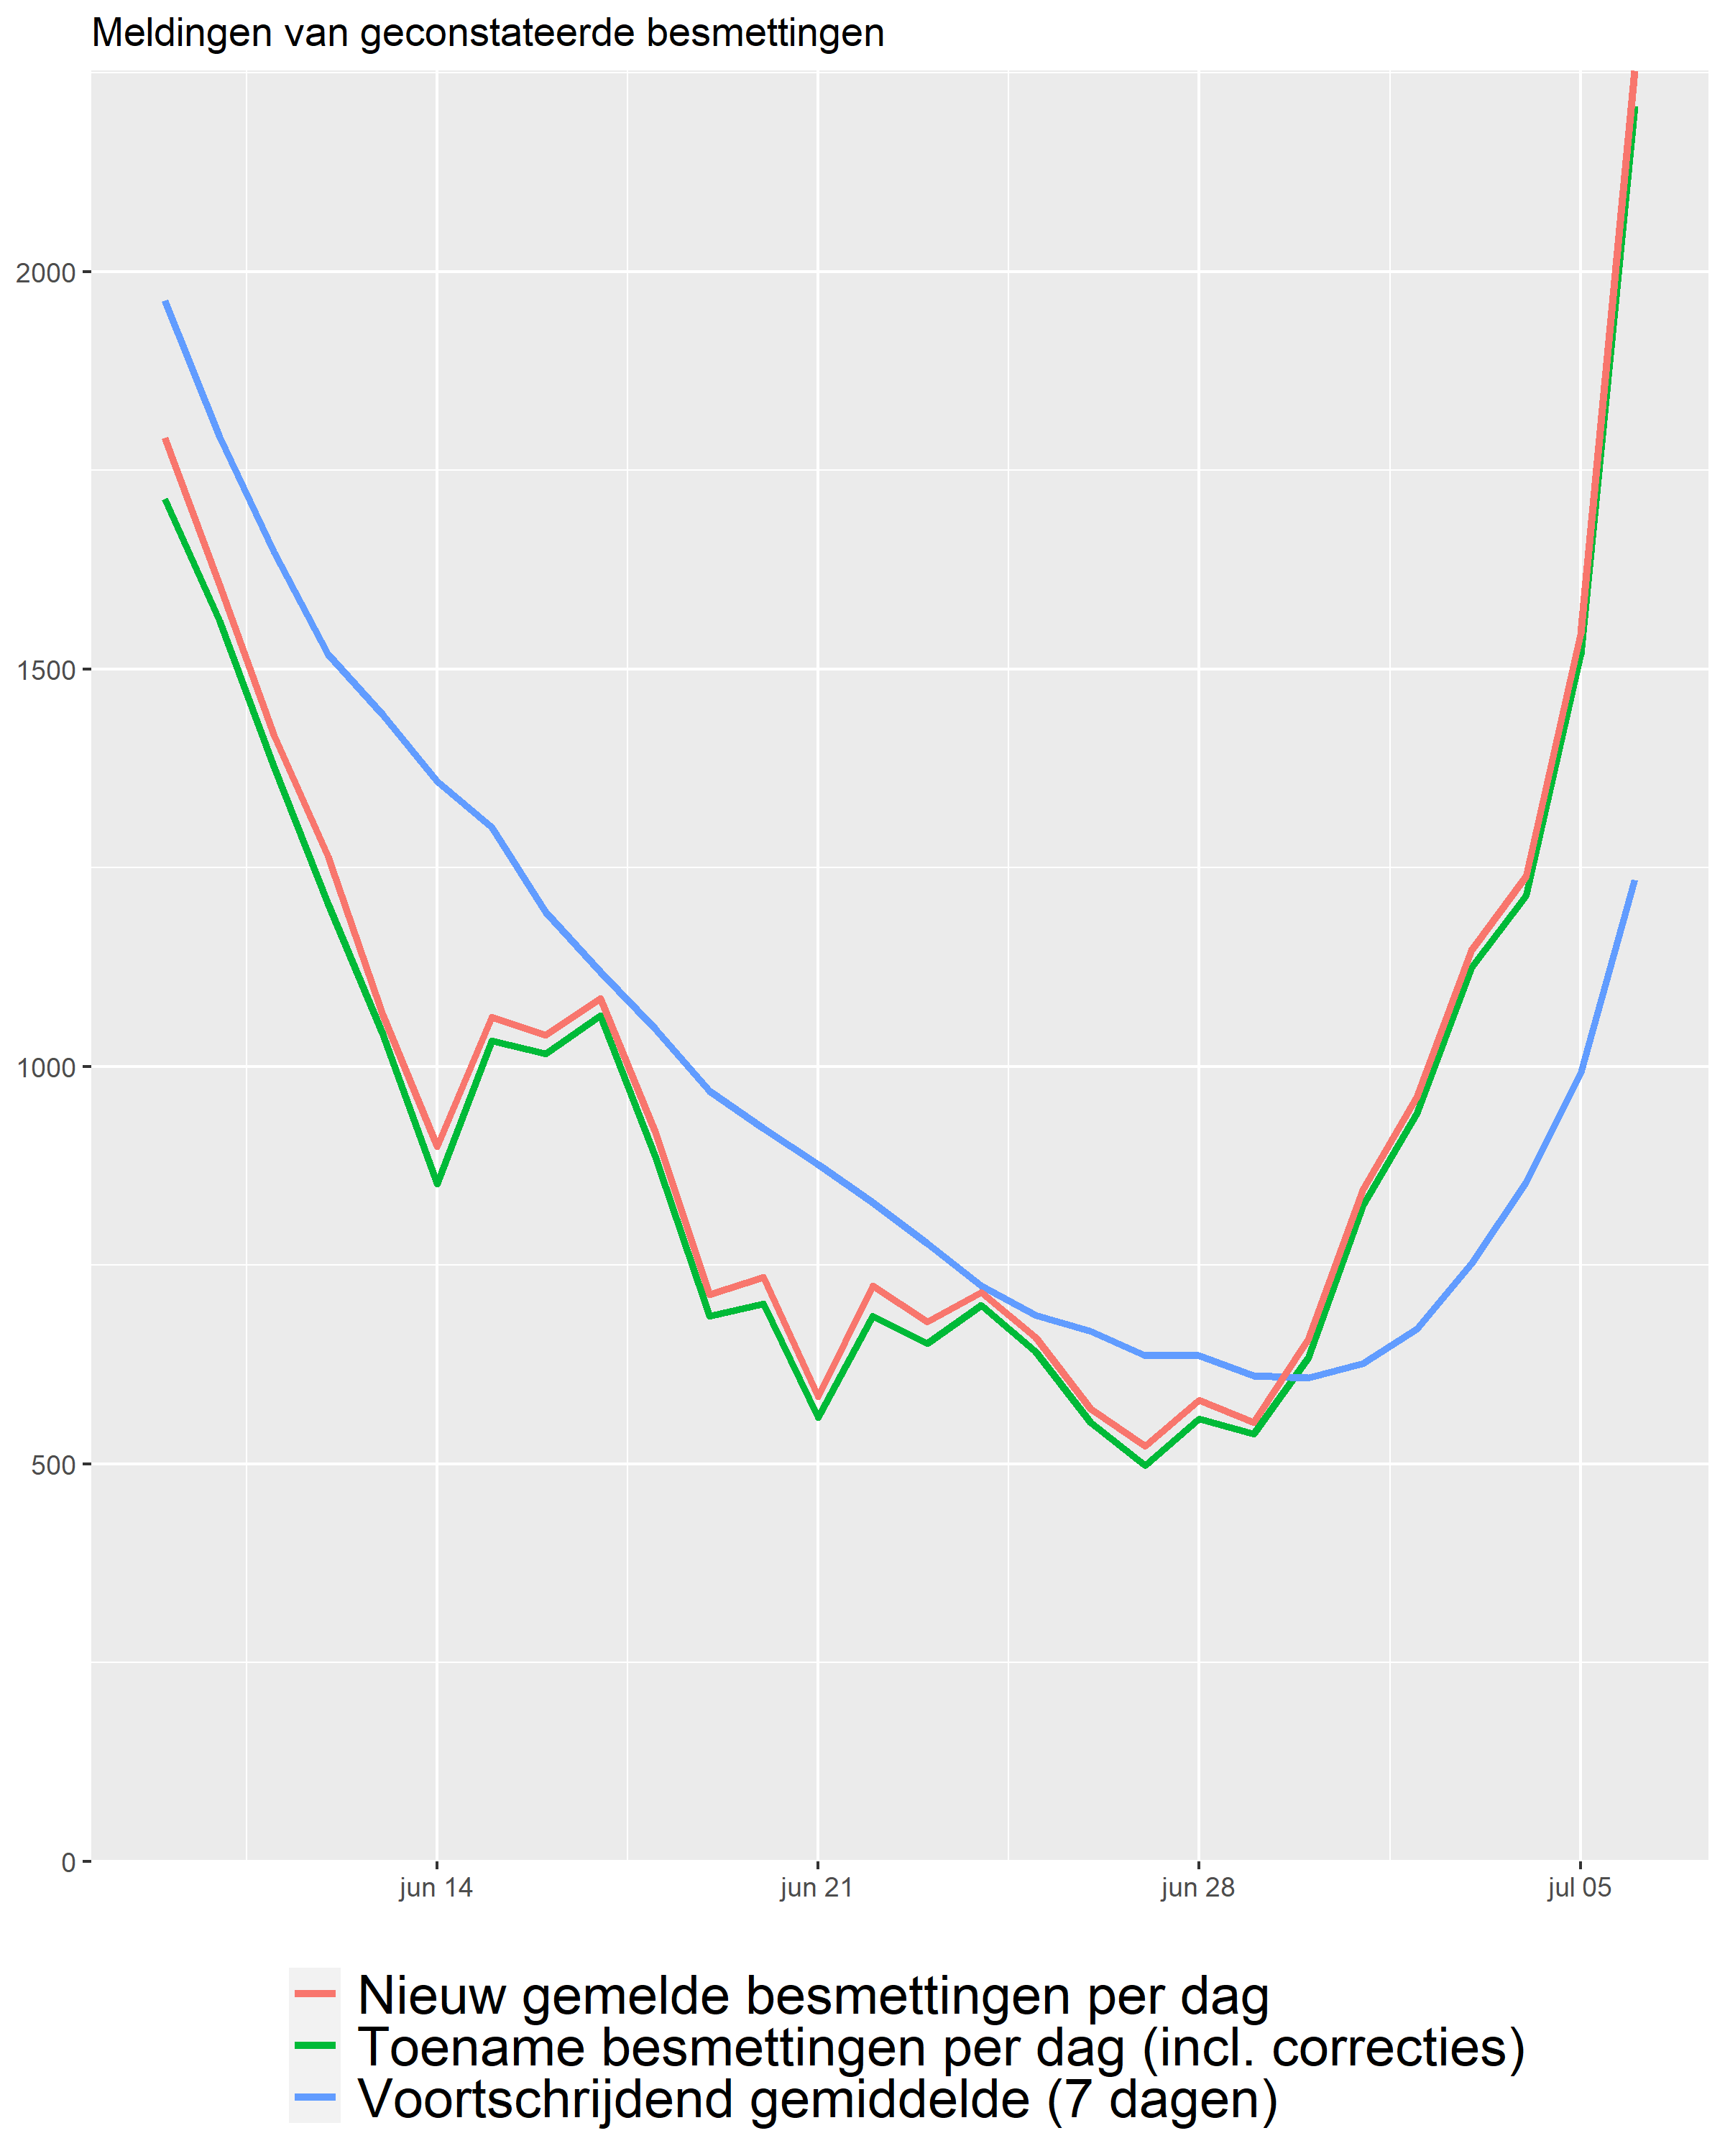 Meldingen van geconstateerde besmettingen
2000
1500
1000
500
0
jun 14 jun 21 jun 28 jul 05
Nieuw gemelde besmettingen per dag
Toename besmettingen per dag (incl. correcties)
Voortschrijdend gemiddelde (7 dagen)